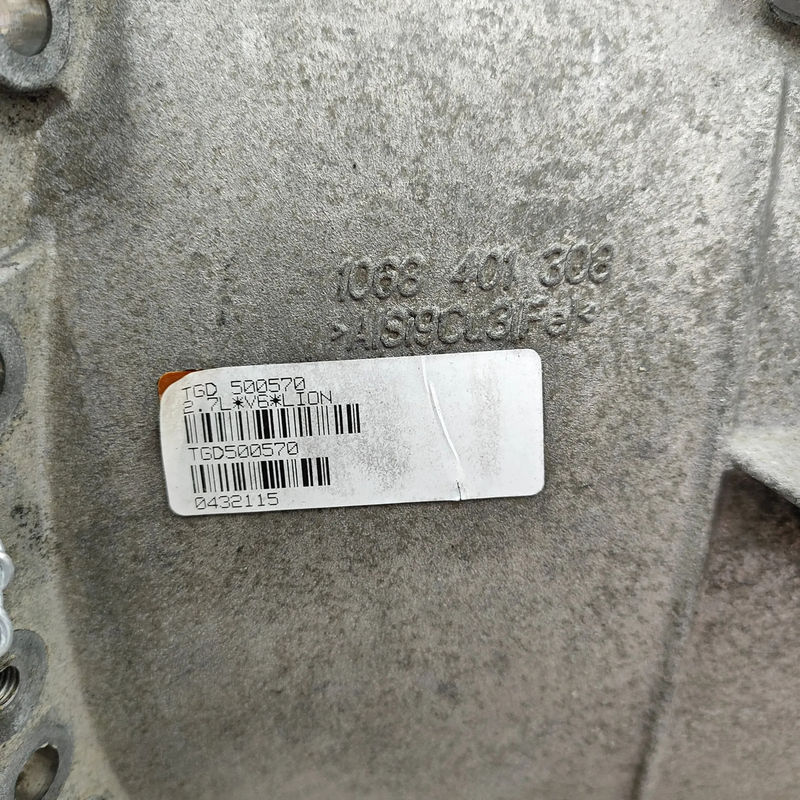 1068 401 308
>AlSi9Cu3(Fe)<
TGD 500570
2.7L*V6*LION
TGD500570
0432115